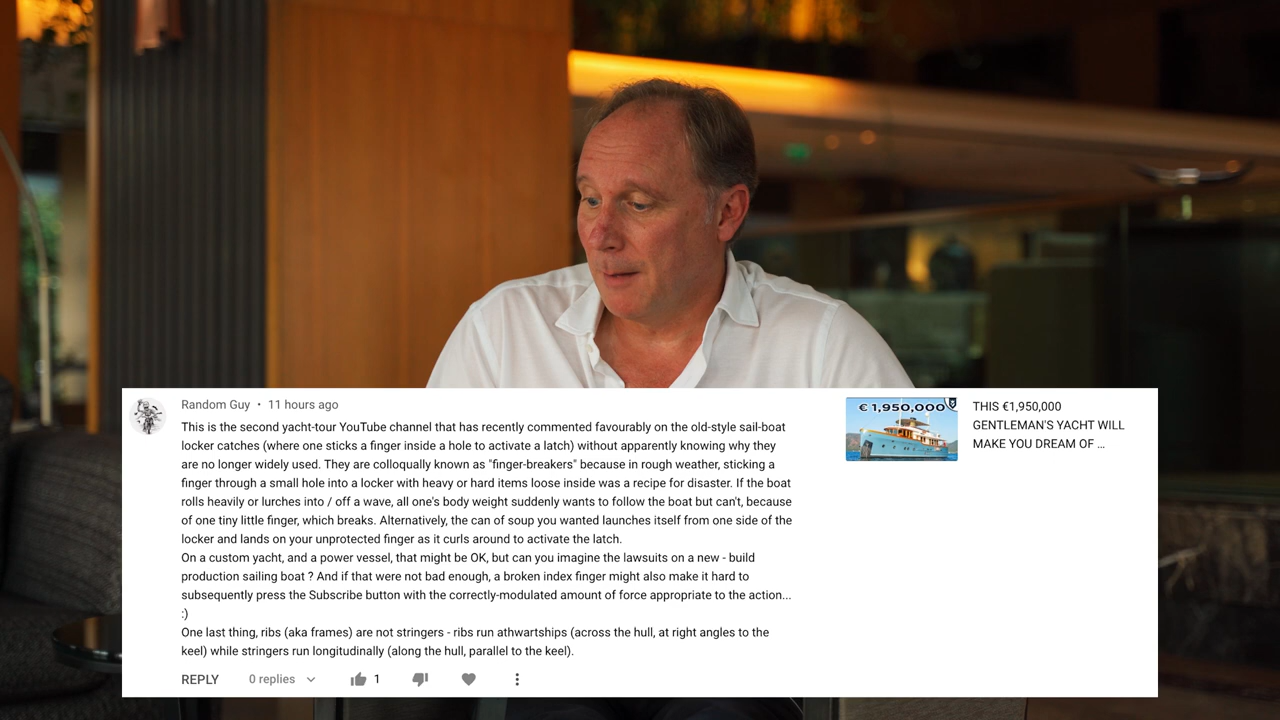 Random Guy • 11 hours ago
This is the second yacht-tour YouTube channel that has recently commented favourably on the old-style sail-boat
locker latches (where one sticks a finger inside a hole to activate a latch) without apparently knowing why they
are no longer widely used. They are colloqually known as "finger-breakers" because in rough weather, sticking a
finger through a small hole into a locker with heavy or hard items loose inside was a recipe for disaster. If the boat
rolls heavily or lurches into / off a wave, all one's body weight suddenly wants to follow the boat but can't, because
of one tiny little finger, which breaks. Alternatively, the can of soup you wanted launches itself from one side of the
locker and lands on your unprotected finger as it curls around to activate the latch.
On a custom yacht, and a power vessel, that might be OK, but can you imagine the lawsuits on a new - build
production sailing boat ? And if that were not bad enough, a broken index finger might also make it hard to
subsequently press the Subscribe button with the correctly-modulated amount of force appropriate to the action...
:)
One last thing, ribs (aka frames) are not stringers - ribs run athwartships (across the hull, at right angles to the
keel) while stringers run longitudinally (along the hull, parallel to the keel).
REPLY 0 replies 1
€ 1,950,000
THIS €1,950,000
GENTLEMAN'S YACHT WILL
MAKE YOU DREAM OF ...